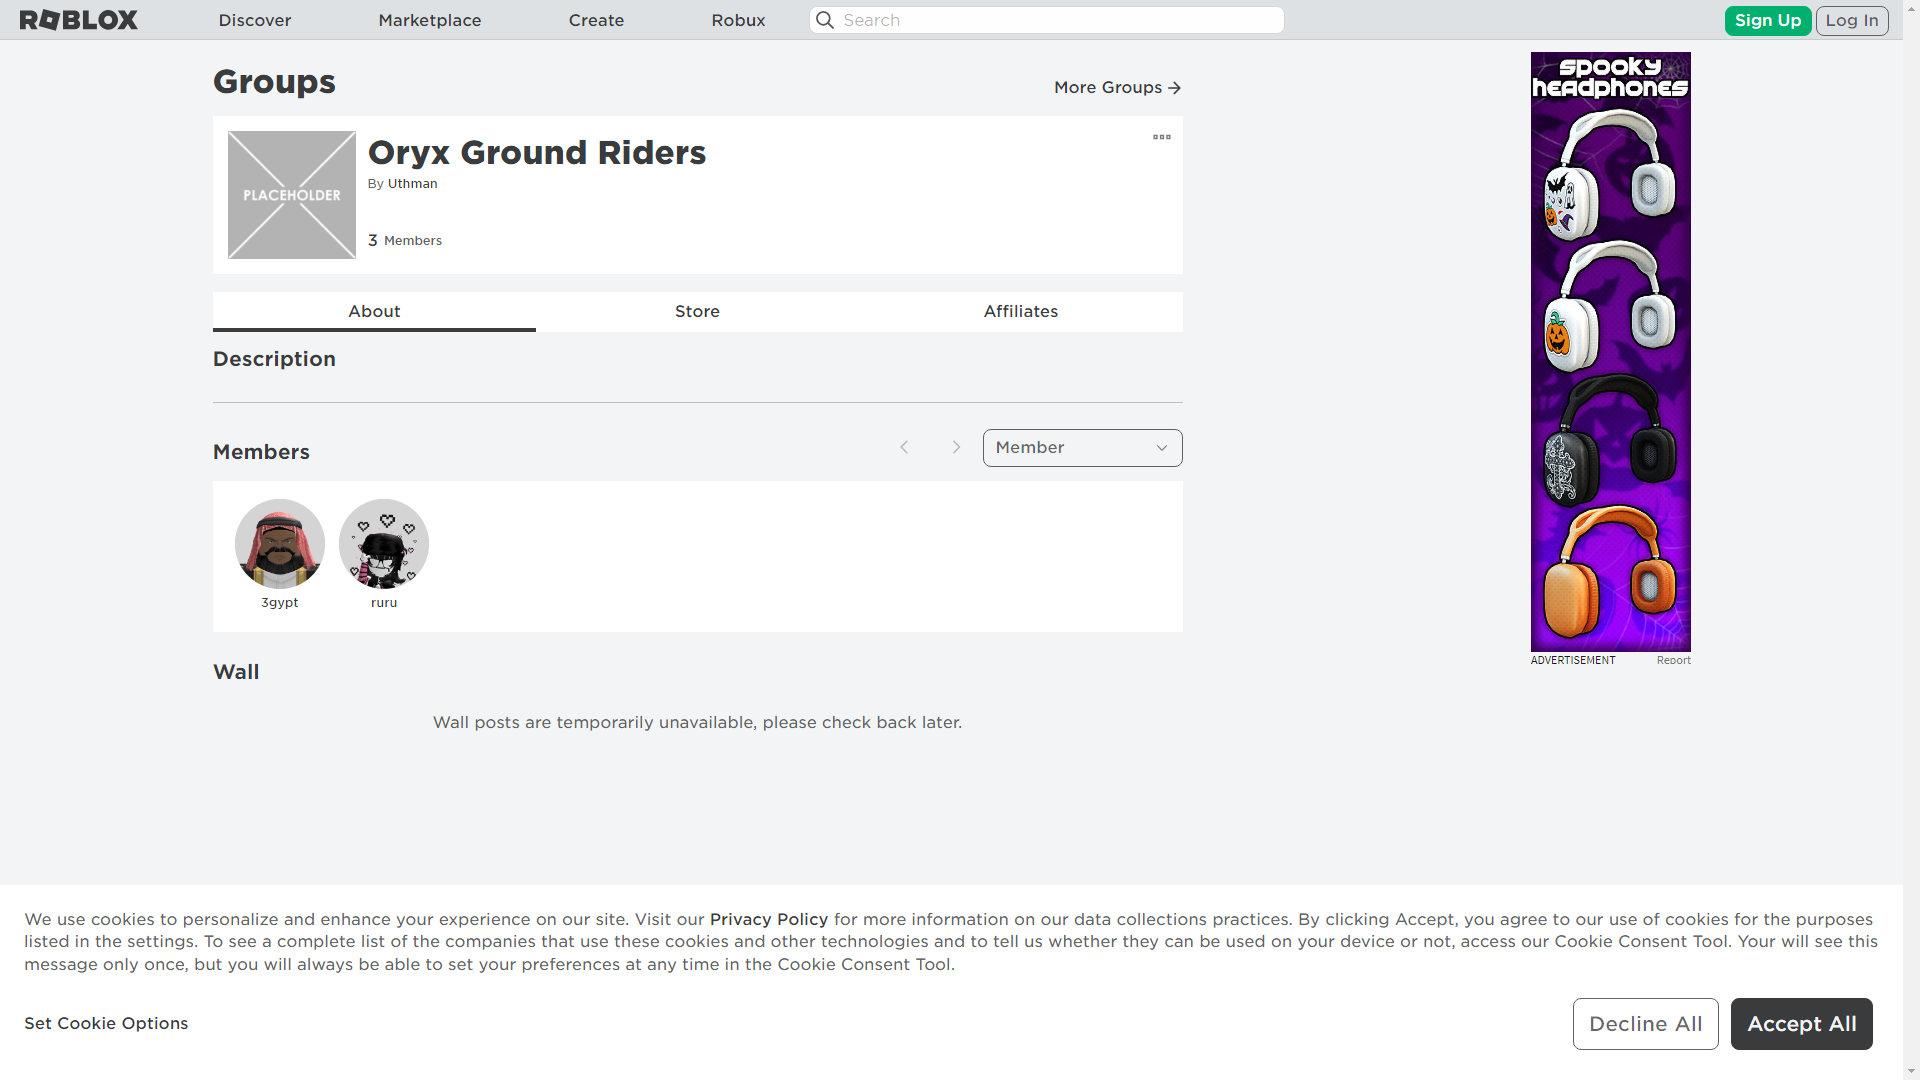 ROBLOX
Discover
Marketplace
Create
Robux
Search
Sign Up
Log In
Groups
More Groups
PLACEHOLDER
Oryx Ground Riders
By Uthman
3 Members
About
Store
Affiliates
Description
Members
Member
3gypt
ruru
Wall
Wall posts are temporarily unavailable, please check back later.
spooky
headphones
ADVERTISEMENT
Report
We use cookies to personalize and enhance your experience on our site. Visit our Privacy Policy for more information on our data collections practices. By clicking Accept, you agree to our use of cookies for the purposes
listed in the settings. To see a complete list of the companies that use these cookies and other technologies and to tell us whether they can be used on your device or not, access our Cookie Consent Tool. Your will see this
message only once, but you will always be able to set your preferences at any time in the Cookie Consent Tool.
Set Cookie Options
Decline All
Accept All